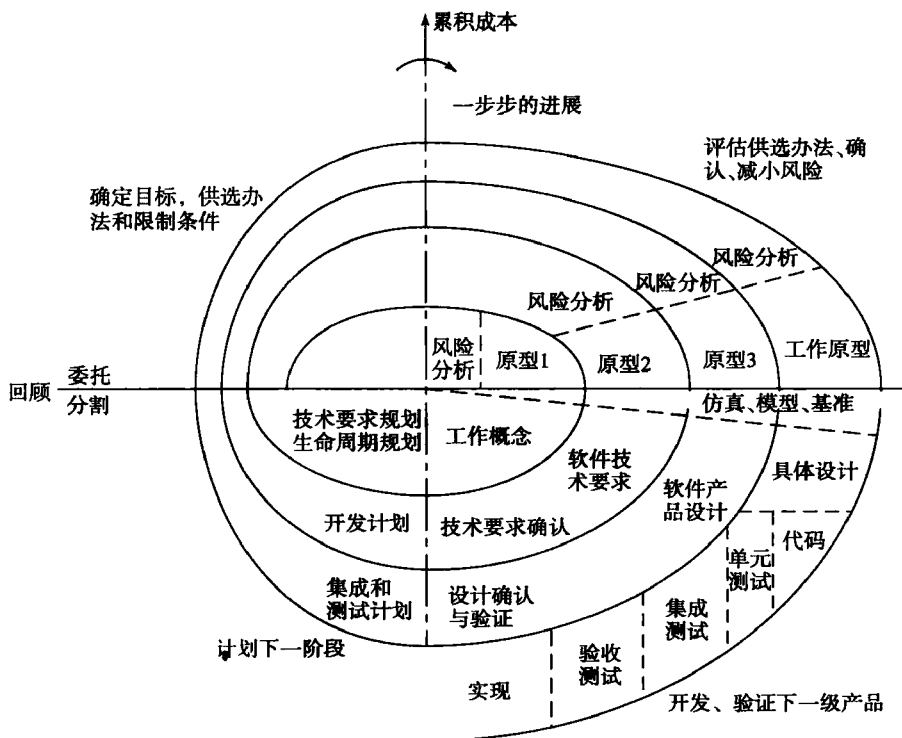 累积成本
一步步的进展
评估供选办法、确
认、减小风险
确定目标，供选办
法和限制条件
风险分析
风险分析
风险分析
风险
分析
原型1
原型2
原型3
工作原型
回顾
委托
分割
仿真、模型、基准
技术要求规划
生命周期规划
工作概念
软件技
术要求
软件产
品设计
具体设计
开发计划
技术要求确认
代码
单元
测试
集成和
测试计划
设计确认
与验证
集成
测试
计划下一阶段
验收
测试
实现
开发、验证下一级产品